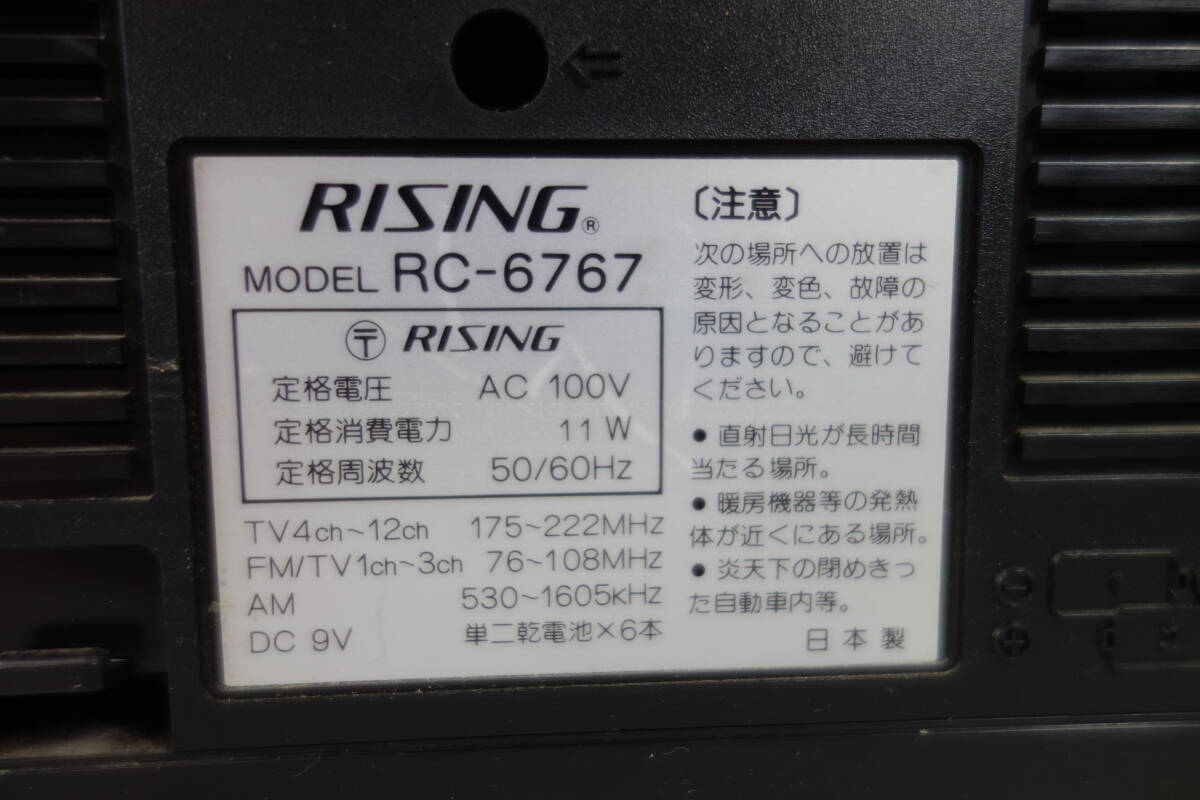 RISING®
MODEL RC-6767
〒 RISING
定格電圧 AC 100V
定格消費電力 11W
定格周波数 50/60Hz
TV4ch~12ch 175~222MHz
FM/TV1ch~3ch 76~108MHz
AM 530~1605KHz
DC 9V 単二乾電池×6本
〔注意〕
次の場所への放置は
変形、変色、故障の
原因となることがあ
りますので、避けて
ください。
● 直射日光が長時間
当たる場所。
● 暖房機器等の発熱
体が近くにある場所。
● 炎天下の閉めきっ
た自動車内等。
日本製